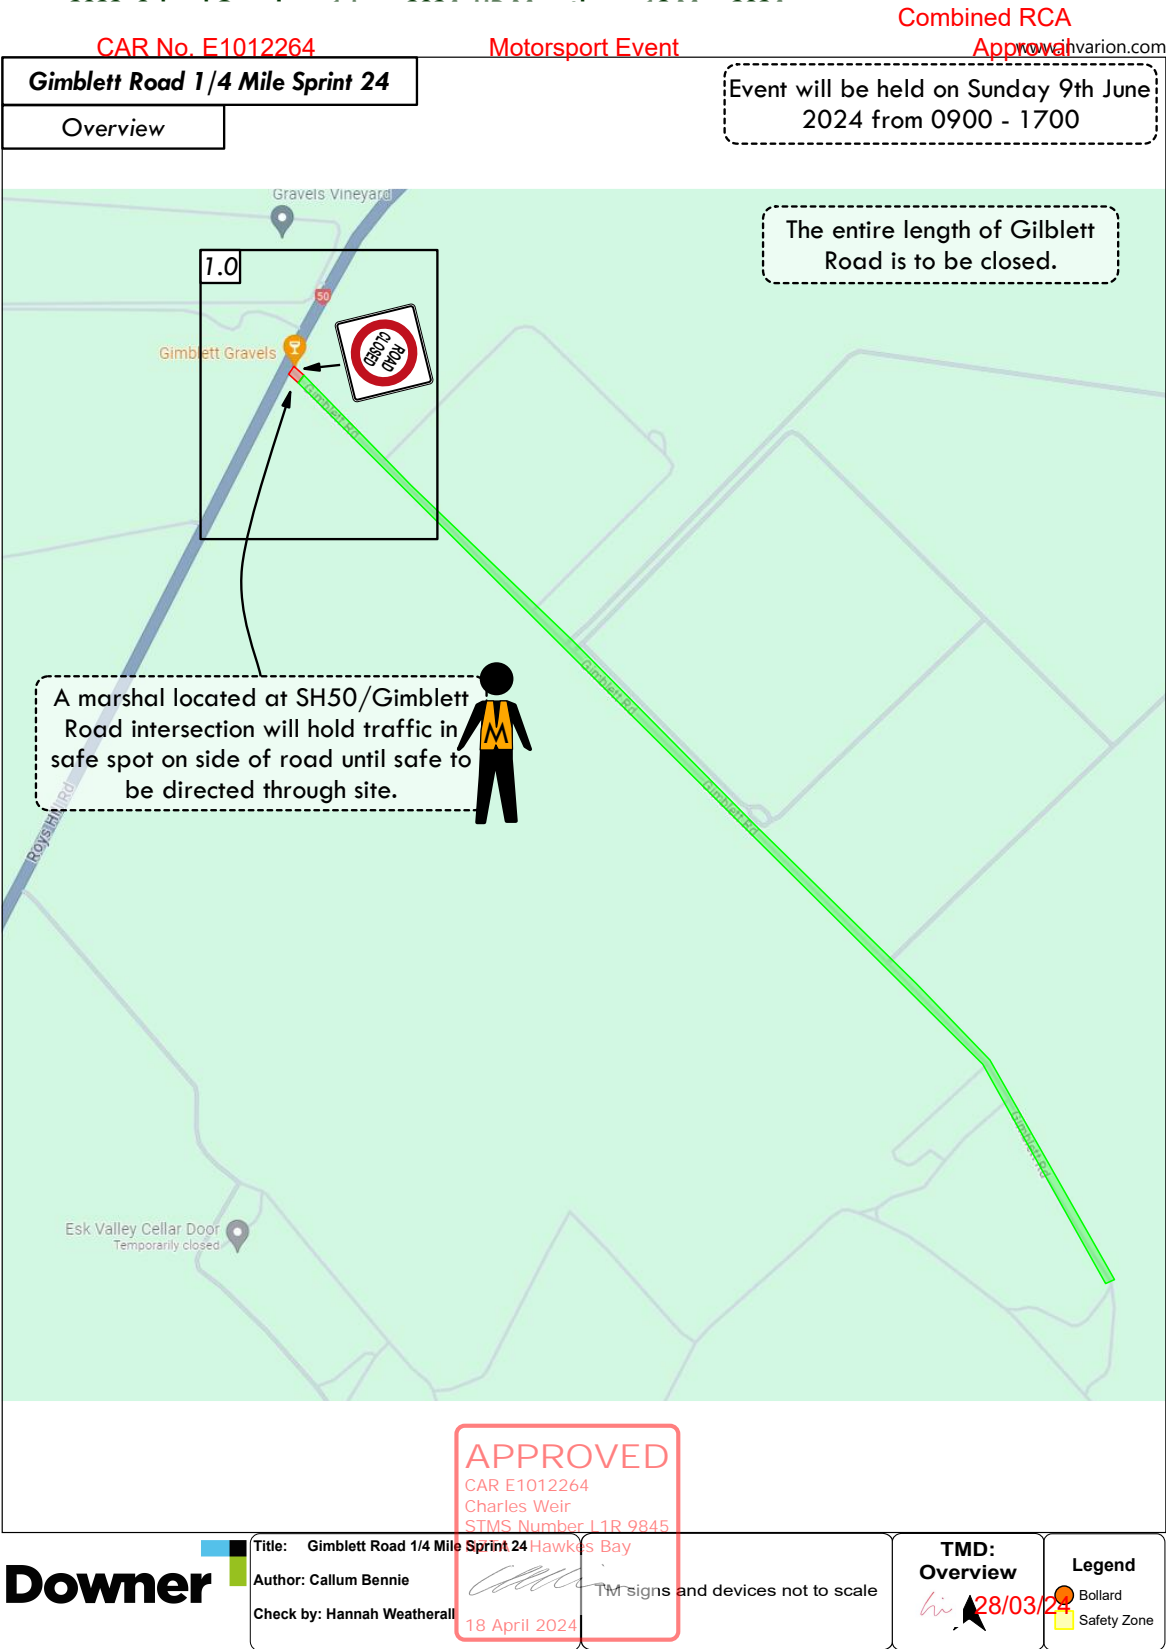 Combined RCA
CAR No. E1012264
Motorsport Event
Approval
www.invarion.com
Gimblett Road 1/4 Mile Sprint 24
Overview
Event will be held on Sunday 9th June
2024 from 0900 - 1700
The entire length of Gilblett
Road is to be closed.
Gravels Vineyard
1.0
50
ROAD
CLOSED
Gimblett Gravels
Gimblett Rd
Gimblett Rd
Gimblett Rd
Gimblett Rd
A marshal located at SH50/Gimblett
Road intersection will hold traffic in
safe spot on side of road until safe to
be directed through site.
M
Roys Hill Rd
Esk Valley Cellar Door
Temporarily closed
APPROVED
CAR E1012264
Charles Weir
STMS Number L1R 9845
NZTA - Hawkes Bay
18 April 2024
Downer
Title: Gimblett Road 1/4 Mile Sprint 24
Author: Callum Bennie
Check by: Hannah Weatherall
TM signs and devices not to scale
TMD:
Overview
28/03/24
Legend
Bollard
Safety Zone